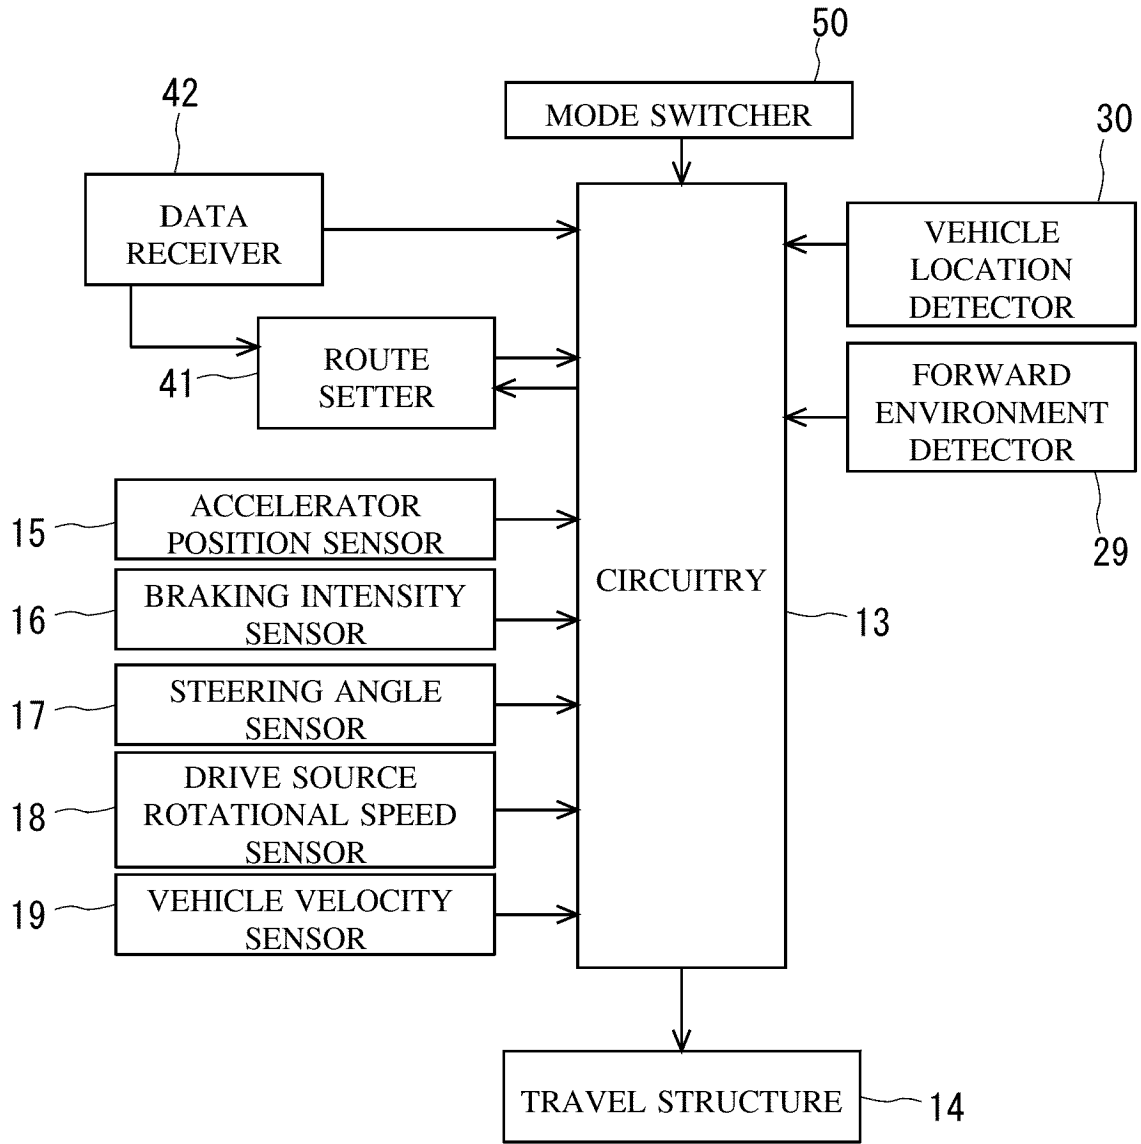 50
MODE SWITCHER
42
DATA
RECEIVER
30
VEHICLE
LOCATION
DETECTOR
41
ROUTE
SETTER
FORWARD
ENVIRONMENT
DETECTOR
29
15
ACCELERATOR
POSITION SENSOR
16
BRAKING INTENSITY
SENSOR
CIRCUITRY
13
17
STEERING ANGLE
SENSOR
18
DRIVE SOURCE
ROTATIONAL SPEED
SENSOR
19
VEHICLE VELOCITY
SENSOR
TRAVEL STRUCTURE
14